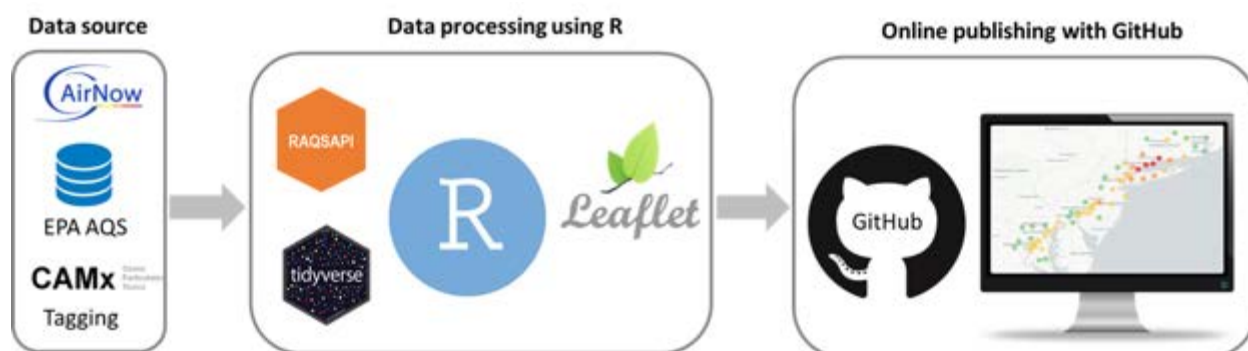 Data source
Data processing using R
Online publishing with GitHub
AirNow
EPA AQS
CAMx
Tagging
RAQSAPI
tidyverse
R
Leaflet
GitHub